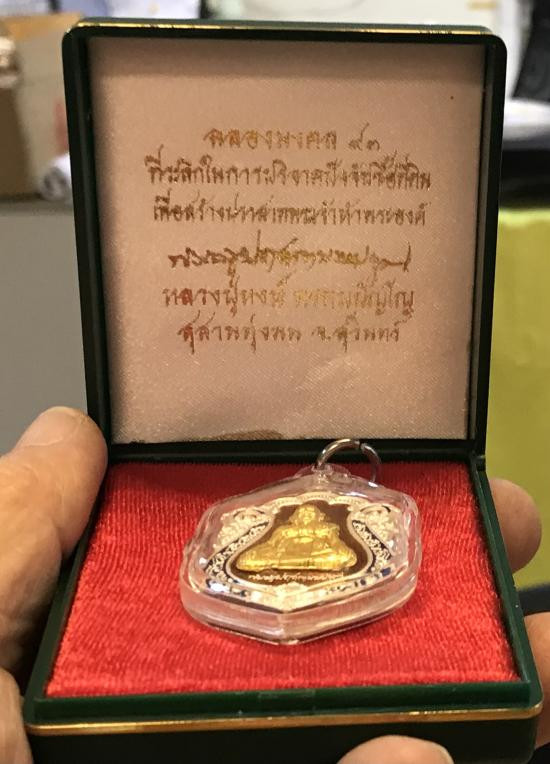 ฉลองมงคล ๙๓
ที่ระลึกในการบริจาคปัจจัยซื้อที่ดิน
เพื่อสร้างปราสาทพระเจ้าห้าพระองค์
หลวงปู่หงษ์ พรหมปัญโญ
สุสานทุ่งมน จ.สุรินทร์